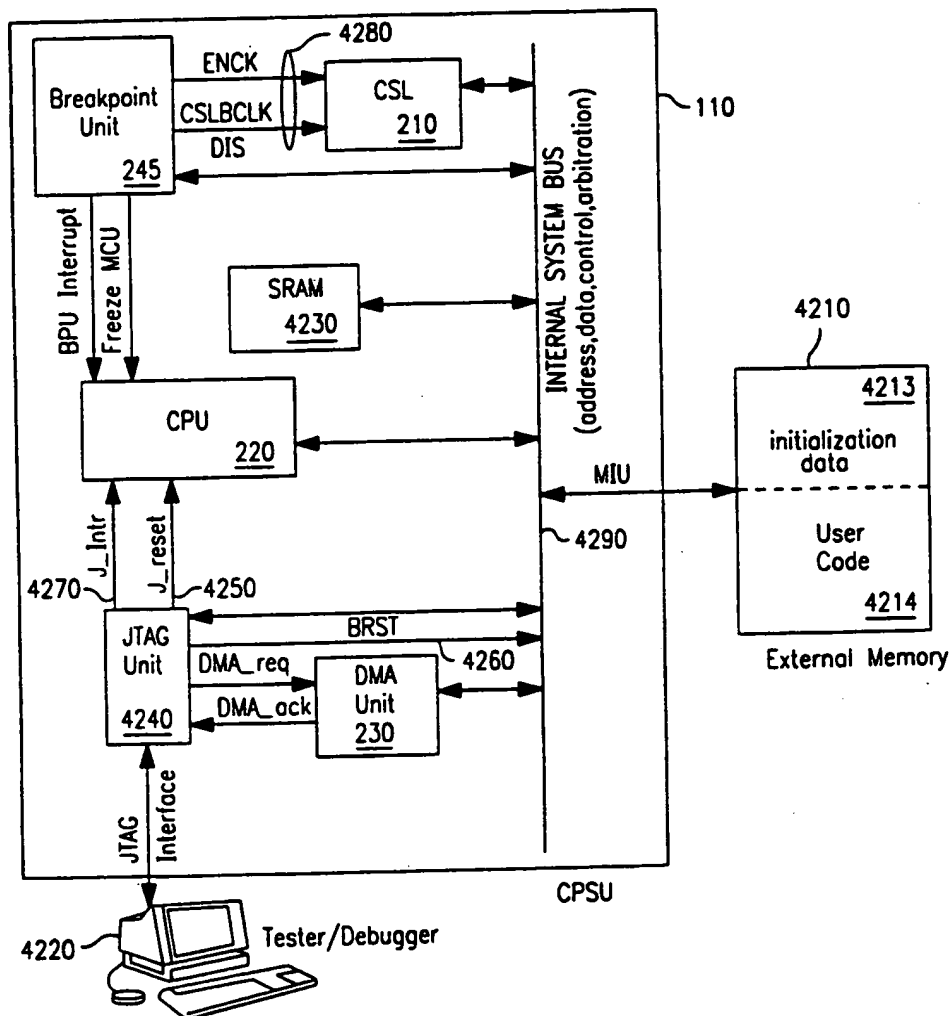 4280
ENCK
Breakpoint
Unit
245
CSLBCLK
DIS
CSL
210
110
BPU Interrupt
Freeze MCU
SRAM
4230
INTERNAL SYSTEM BUS
(address,data,control,arbitration)
CPU
220
4210
4213
initialization
data
User
Code
4214
External Memory
MIU
4290
J_Intr
J_reset
4270
4250
JTAG
Unit
4240
BRST
4260
DMA_req
DMA_ack
DMA
Unit
230
JTAG
Interface
CPSU
4220
Tester/Debugger